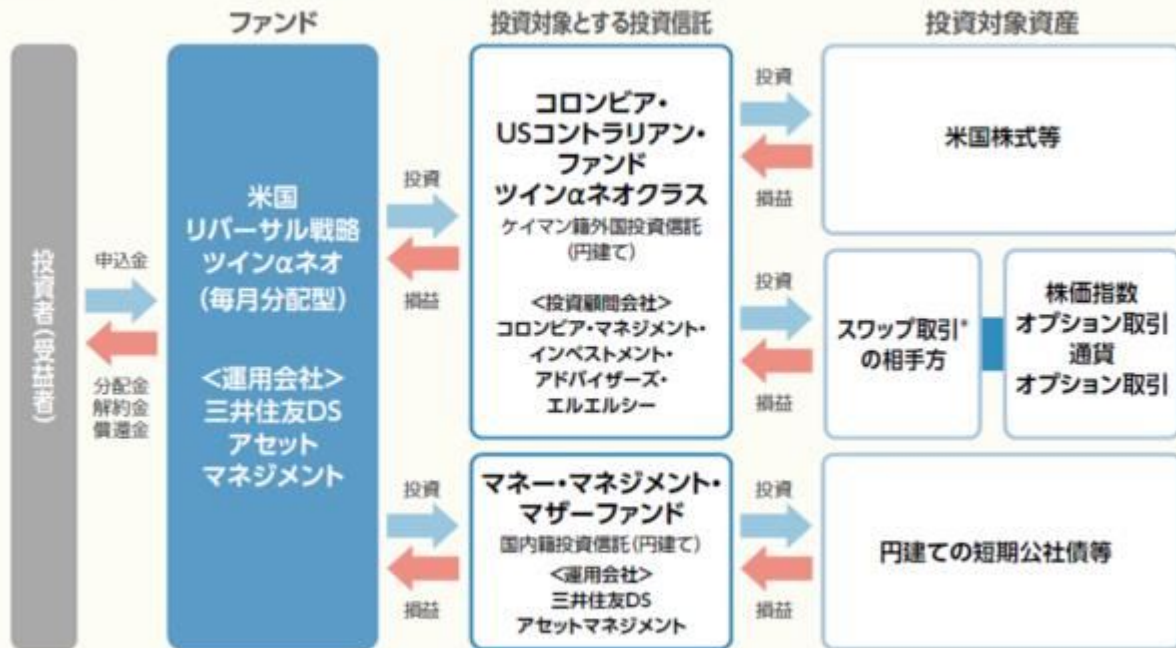 ファンド
投資対象とする投資信託
投資対象資産
投資者(受益者)
申込金
分配金
解約金
償還金
米国
リバーサル戦略
ツインαネオ
(毎月分配型)
<運用会社>
三井住友DS
アセット
マネジメント
投資
損益
コロンビア・
USコントラリアン・
ファンド
ツインαネオクラス
ケイマン籍外国投資信託
(円建て)
<投資顧問会社>
コロンビア・マネジメント・
インベストメント・
アドバイザーズ・
エルエルシー
投資
損益
米国株式等
投資
損益
スワップ取引*
の相手方
株価指数
オプション取引
通貨
オプション取引
投資
損益
マネー・マネジメント・
マザーファンド
国内籍投資信託(円建て)
<運用会社>
三井住友DS
アセットマネジメント
投資
損益
円建ての短期公社債等